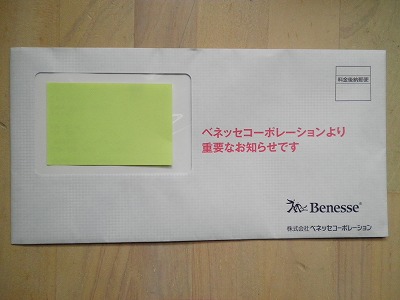 料金後納郵便
ベネッセコーポレーションより
重要なお知らせです
Benesse®
株式会社 ベネッセコーポレーション